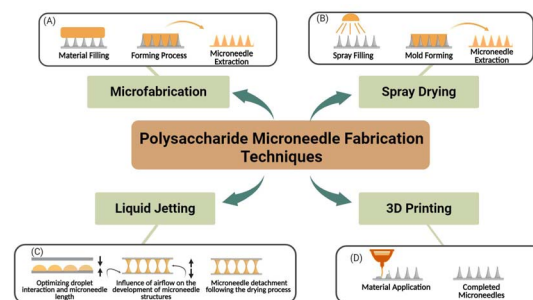 (A)
Material Filling
Forming Process
Microneedle
Extraction
(B)
Spray Filling
Mold Forming
Microneedle
Extraction
Microfabrication
Spray Drying
Polysaccharide Microneedle Fabrication
Techniques
Liquid Jetting
3D Printing
(C)
Optimizing droplet
interaction and microneedle
length
Influence of airflow on the
development of microneedle
structures
Microneedle detachment
following the drying process
(D)
Material Application
Completed
Microneedles